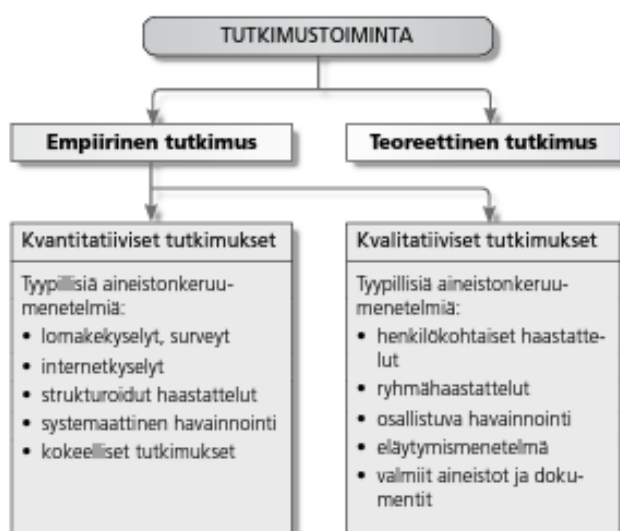 TUTKIMUSTOIMINTA
Empiirinen tutkimus
Teoreettinen tutkimus
Kvantitatiiviset tutkimukset
Tyypillisiä aineistonkeruu-
menetelmiä:
• lomakekyselyt, surveyt
• internetkyselyt
• strukturoidut haastattelut
• systemaattinen havainnointi
• kokeelliset tutkimukset
Kvalitatiiviset tutkimukset
Tyypillisiä aineistonkeruu-
menetelmiä:
• henkilökohtaiset haastatte-
lut
• ryhmähaastattelut
• osallistuva havainnointi
• eläytymismenetelmä
• valmiit aineistot ja doku-
mentit